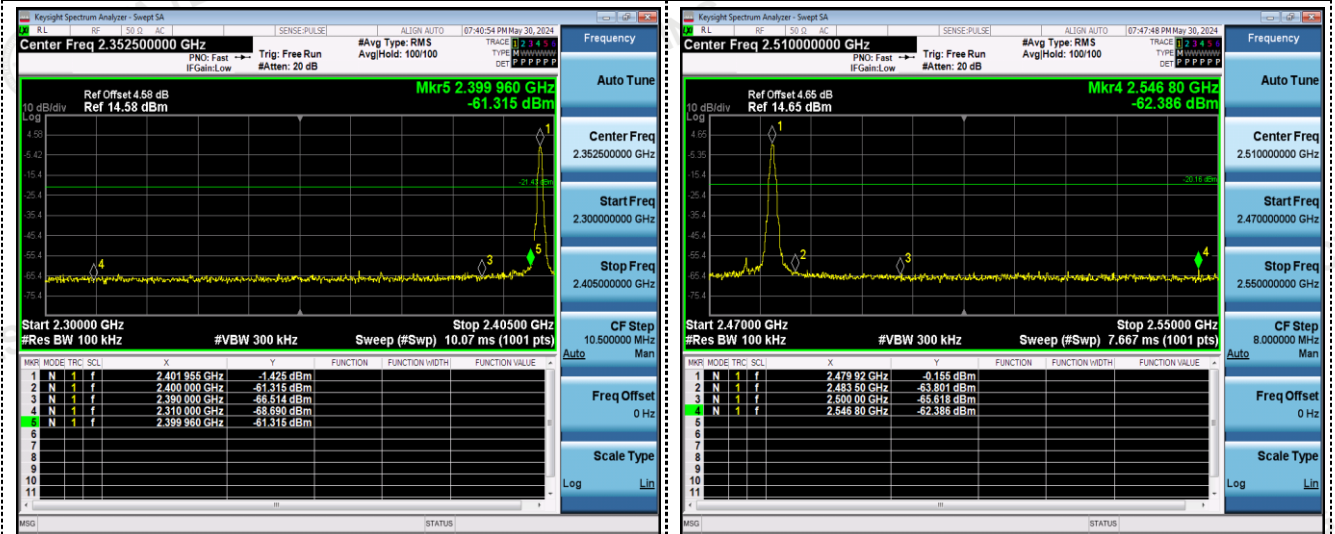 Keysight Spectrum Analyzer - Swept SA
RL RF 50 Ω AC SENSE:PULSE ALIGN AUTO 07:40:54 PM May 30, 2024
Center Freq 2.352500000 GHz
PNO: Fast
IFGain:Low
Trig: Free Run
#Atten: 20 dB
#Avg Type: RMS
Avg|Hold: 100/100
TRACE 1 2 3 4 5 6
TYPE M WWWWW
DET P P P P P P
Ref Offset 4.58 dB
10 dB/div Ref 14.58 dBm
Log
Mkr5 2.399 960 GHz
-61.315 dBm
4.58
-5.42
-15.4
-25.4
-35.4
-45.4
-55.4
-65.4
-75.4
1
-21.43 dBm
5
3
4
Start 2.30000 GHz Stop 2.40500 GHz
#Res BW 100 kHz #VBW 300 kHz Sweep (#Swp) 10.07 ms (1001 pts)
MKR MODE TRC SCL X Y FUNCTION FUNCTION WIDTH FUNCTION VALUE
1 N 1 f 2.401 955 GHz -1.425 dBm
2 N 1 f 2.400 000 GHz -61.315 dBm
3 N 1 f 2.390 000 GHz -66.514 dBm
4 N 1 f 2.310 000 GHz -68.690 dBm
5 N 1 f 2.399 960 GHz -61.315 dBm
6
7
8
9
10
11
MSG STATUS
Frequency
Auto Tune
Center Freq
2.352500000 GHz
Start Freq
2.300000000 GHz
Stop Freq
2.405000000 GHz
CF Step
10.500000 MHz
Auto Man
Freq Offset
0 Hz
Scale Type
Log Lin
Keysight Spectrum Analyzer - Swept SA
RL RF 50 Ω AC SENSE:PULSE ALIGN AUTO 07:47:48 PM May 30, 2024
Center Freq 2.510000000 GHz
PNO: Fast
IFGain:Low
Trig: Free Run
#Atten: 20 dB
#Avg Type: RMS
Avg|Hold: 100/100
TRACE 1 2 3 4 5 6
TYPE M WWWWW
DET P P P P P P
Ref Offset 4.65 dB
10 dB/div Ref 14.65 dBm
Log
Mkr4 2.546 80 GHz
-62.386 dBm
4.65
-5.35
-15.4
-25.4
-35.4
-45.4
-55.4
-65.4
-75.4
1
-20.16 dBm
2
3
4
Start 2.47000 GHz Stop 2.55000 GHz
#Res BW 100 kHz #VBW 300 kHz Sweep (#Swp) 7.667 ms (1001 pts)
MKR MODE TRC SCL X Y FUNCTION FUNCTION WIDTH FUNCTION VALUE
1 N 1 f 2.479 92 GHz -0.155 dBm
2 N 1 f 2.483 50 GHz -63.801 dBm
3 N 1 f 2.500 00 GHz -65.618 dBm
4 N 1 f 2.546 80 GHz -62.386 dBm
5
6
7
8
9
10
11
MSG STATUS
Frequency
Auto Tune
Center Freq
2.510000000 GHz
Start Freq
2.470000000 GHz
Stop Freq
2.550000000 GHz
CF Step
8.000000 MHz
Auto Man
Freq Offset
0 Hz
Scale Type
Log Lin